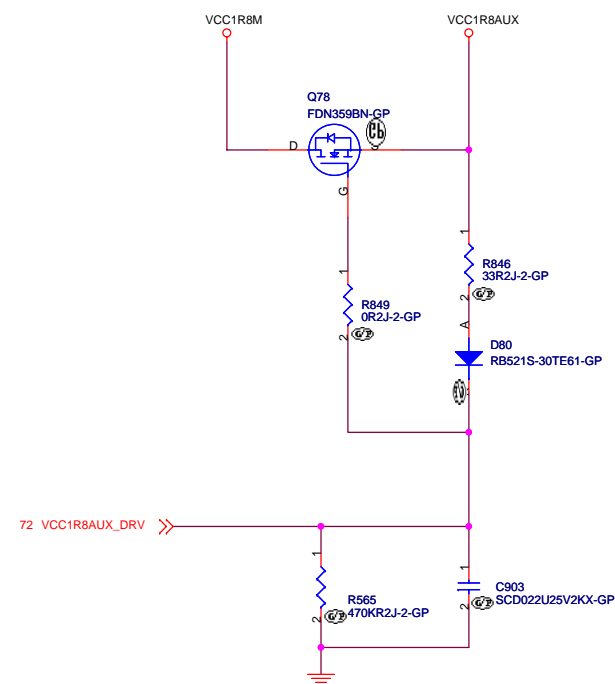 VCC1R8M
VCC1R8AUX
Q78
FDN359BN-GP
D
G
1
R846
33R2J-2-GP
2
G/P
1
R849
0R2J-2-GP
2
G/P
A
D80
RB521S-30TE61-GP
72 VCC1R8AUX_DRV
1
R565
470KR2J-2-GP
2
G/P
1
C903
SCD022U25V2KX-GP
2
G/P